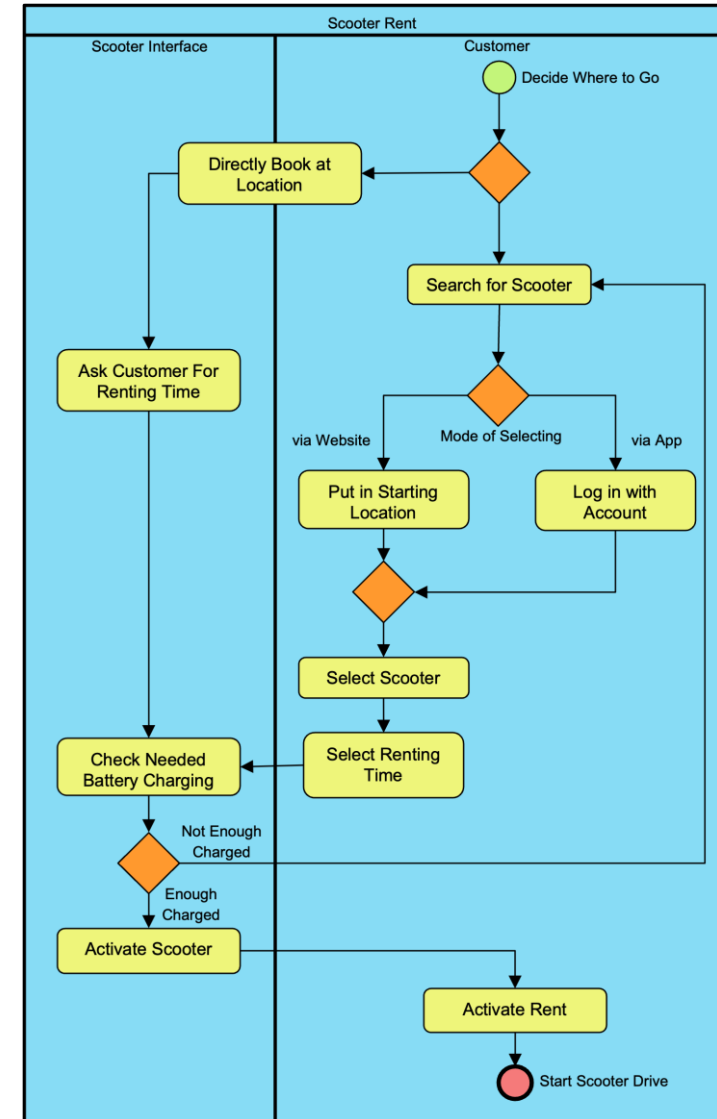 Scooter Rent
Scooter Interface
Customer
Decide Where to Go
Directly Book at
Location
Search for Scooter
Ask Customer For
Renting Time
Mode of Selecting
via Website
via App
Put in Starting
Location
Log in with
Account
Select Scooter
Select Renting
Time
Check Needed
Battery Charging
Not Enough
Charged
Enough
Charged
Activate Scooter
Activate Rent
Start Scooter Drive